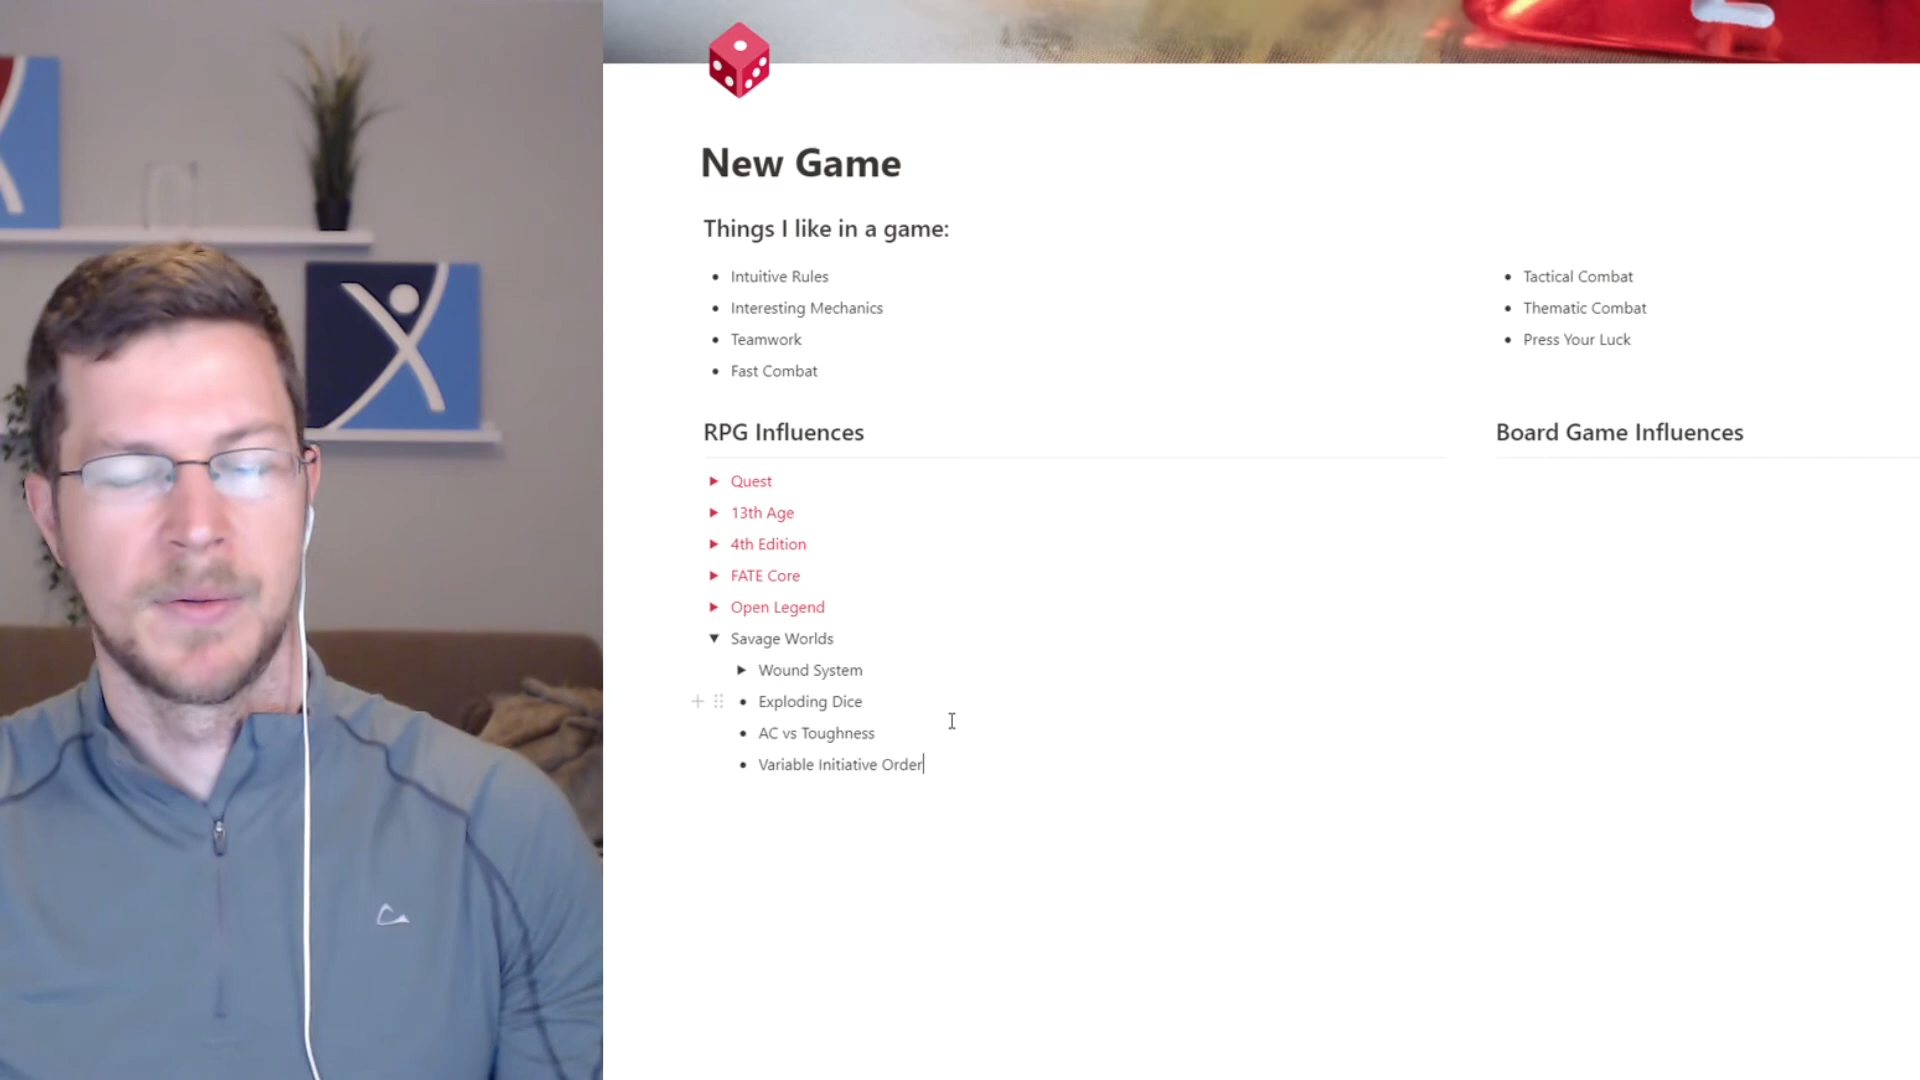 New Game
Things I like in a game:
Intuitive Rules
Interesting Mechanics
Teamwork
Fast Combat
Tactical Combat
Thematic Combat
Press Your Luck
RPG Influences
Quest
13th Age
4th Edition
FATE Core
Open Legend
Savage Worlds
Wound System
Exploding Dice
AC vs Toughness
Variable Initiative Order
Board Game Influences